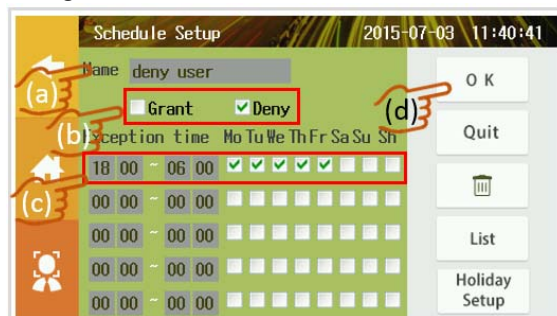 Schedule Setup 2015-07-03 11:40:41
Name deny user
(a)
Grant Deny
(b)
(d)
O K
Exception time Mo Tu We Th Fr Sa Su Sh
Quit
(c)
18 00 ~ 06 00
00 00 ~ 00 00
00 00 ~ 00 00
List
00 00 ~ 00 00
00 00 ~ 00 00
Holiday
Setup